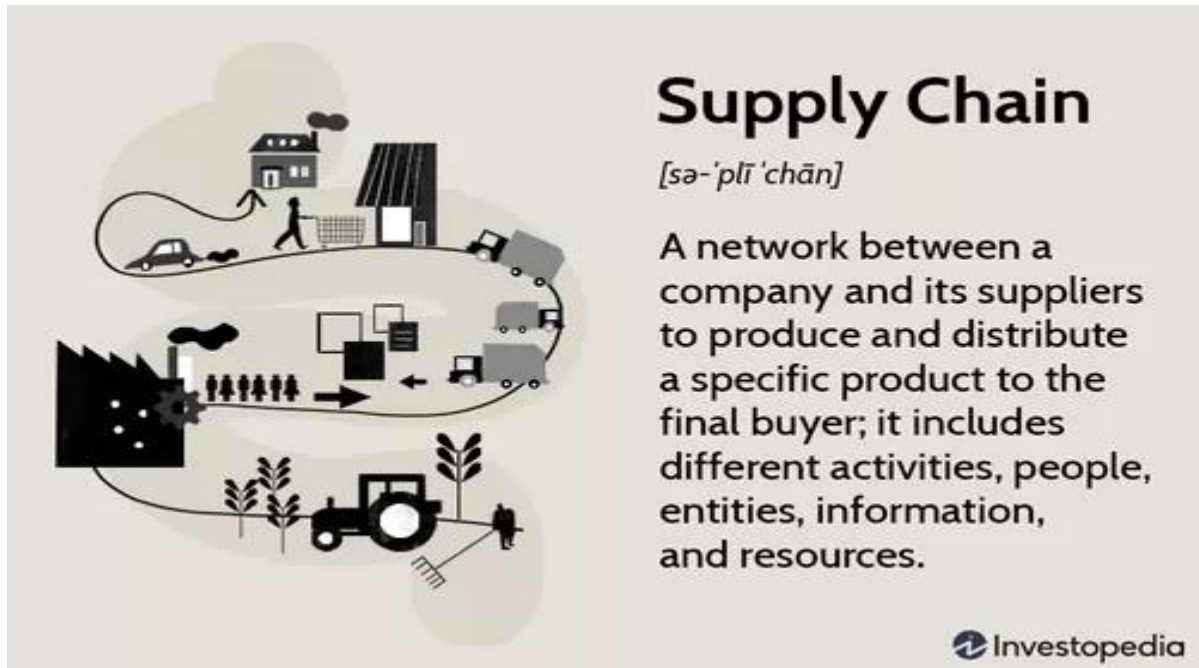 Supply Chain
[sə-ˈplī ˈchān]
A network between a
company and its suppliers
to produce and distribute
a specific product to the
final buyer; it includes
different activities, people,
entities, information,
and resources.
Investopedia